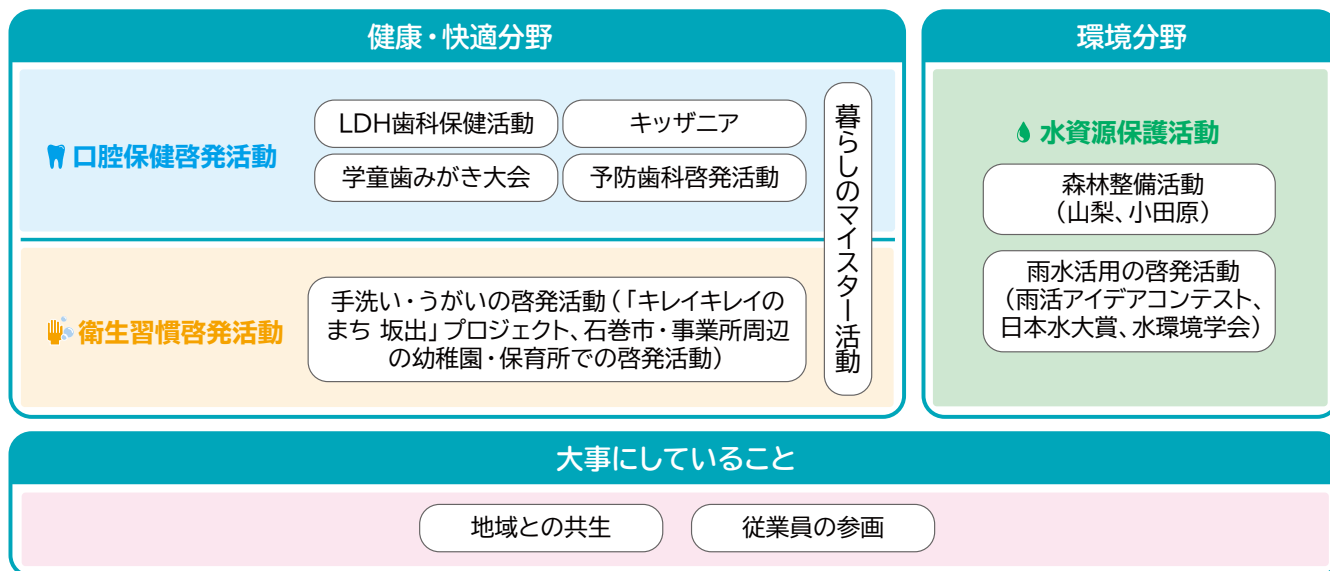 健康・快適分野
口腔保健啓発活動
LDH歯科保健活動
キッザニア
学童歯みがき大会
予防歯科啓発活動
衛生習慣啓発活動
手洗い・うがいの啓発活動（「キレイキレイの
まち 坂出」プロジェクト、石巻市・事業所周辺
の幼稚園・保育所での啓発活動）
暮らしのマイスター活動
環境分野
水資源保護活動
森林整備活動
（山梨、小田原）
雨水活用の啓発活動
（雨活アイデアコンテスト、
日本水大賞、水環境学会）
大事にしていること
地域との共生
従業員の参画